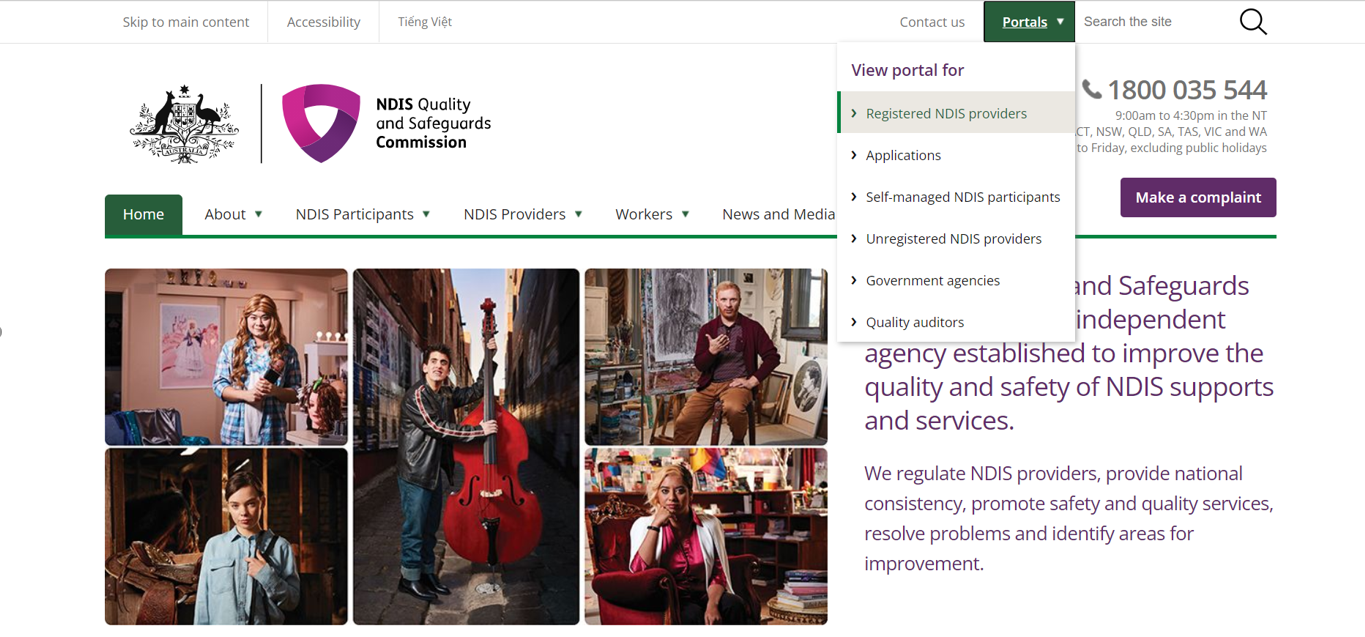 Skip to main content
Accessibility
Tiếng Việt
Contact us
Portals
Search the site
View portal for
Registered NDIS providers
Applications
Self-managed NDIS participants
Unregistered NDIS providers
Government agencies
Quality auditors
AUSTRALIA
NDIS Quality
and Safeguards
Commission
1800 035 544
9:00am to 4:30pm in the NT
CT, NSW, QLD, SA, TAS, VIC and WA
to Friday, excluding public holidays
Make a complaint
Home
About
NDIS Participants
NDIS Providers
Workers
News and Media
and Safeguards
independent
agency established to improve the
quality and safety of NDIS supports
and services.
We regulate NDIS providers, provide national
consistency, promote safety and quality services,
resolve problems and identify areas for
improvement.